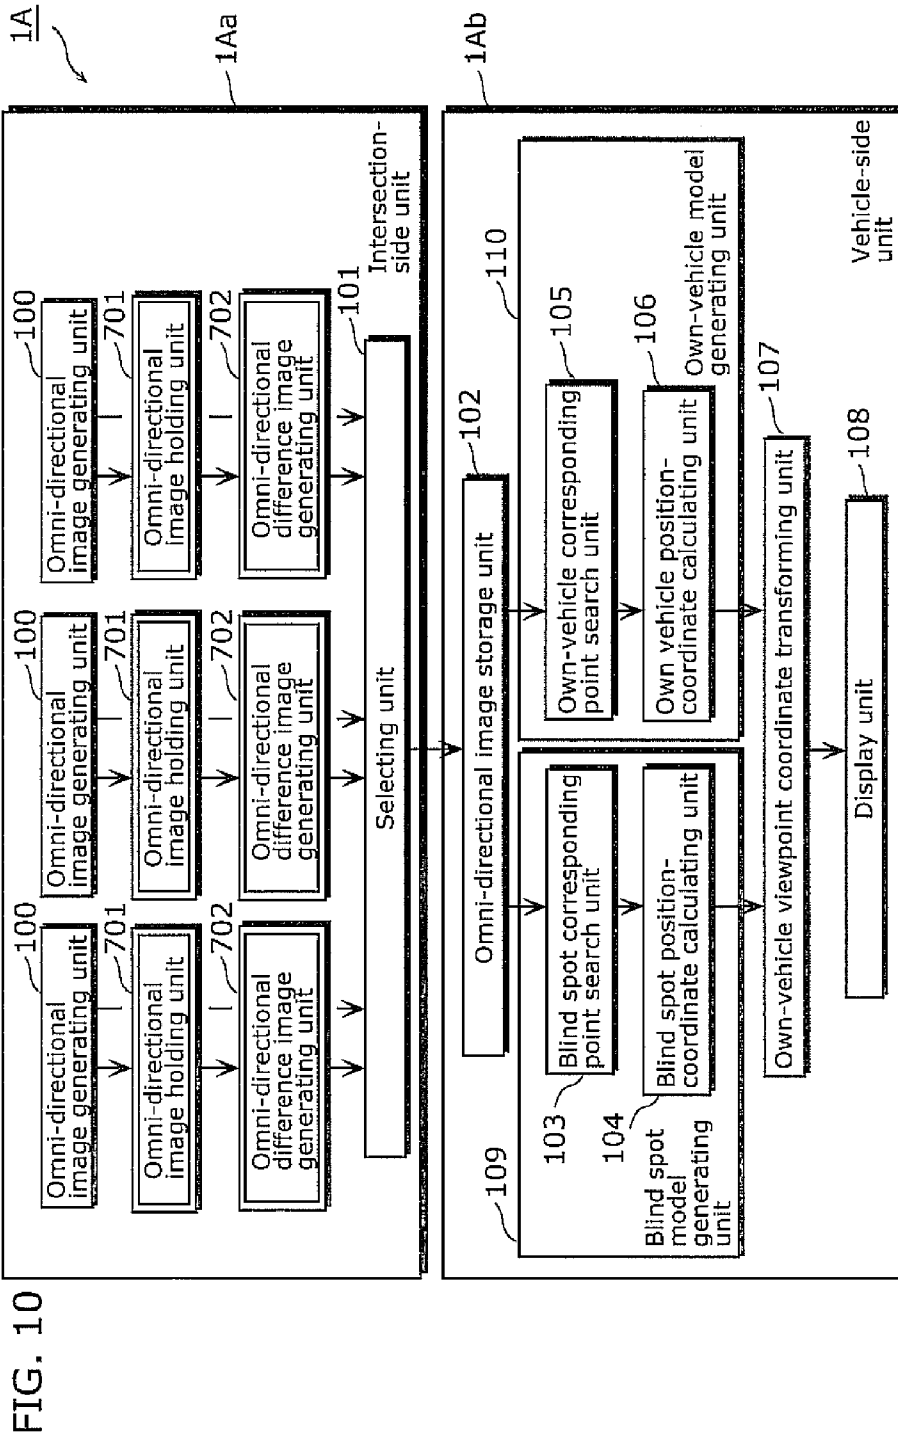 FIG. 10
1A
1Aa
100
Omni-directional
image generating unit
701
Omni-directional
image holding unit
702
Omni-directional
difference image
generating unit
100
Omni-directional
image generating unit
701
Omni-directional
image holding unit
702
Omni-directional
difference image
generating unit
100
Omni-directional
image generating unit
701
Omni-directional
image holding unit
702
Omni-directional
difference image
generating unit
101
Selecting unit
Intersection-
side unit
1Ab
102
Omni-directional image storage unit
109
103
Blind spot corresponding
point search unit
104
Blind spot position-
coordinate calculating unit
Blind spot
model
generating
unit
110
105
Own-vehicle corresponding
point search unit
106
Own vehicle position-
coordinate calculating unit
Own-vehicle model
generating unit
107
Own-vehicle viewpoint coordinate transforming unit
108
Display unit
Vehicle-side
unit